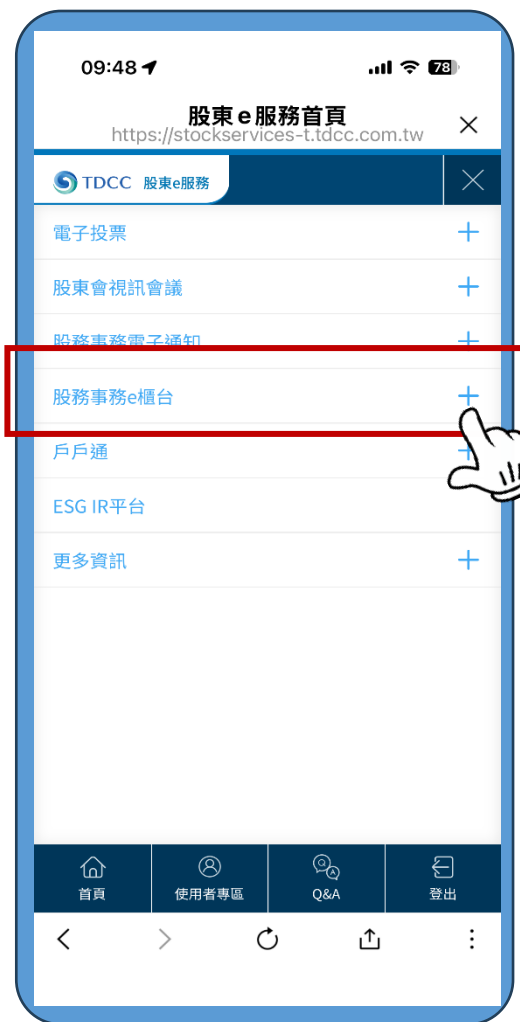 09:48
78
股東e服務首頁
https://stockservices-t.tdcc.com.tw
TDCC 股東e服務
電子投票
股東會視訊會議
股務事務電子通知
股務事務e櫃台
戶戶通
ESG IR平台
更多資訊
首頁
使用者專區
Q&A
登出